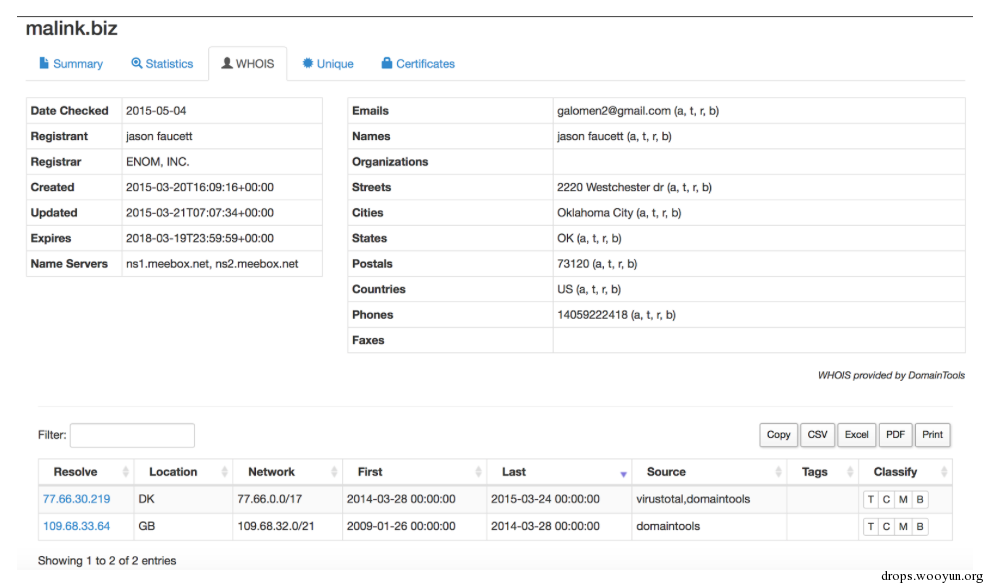 malink.biz
Summary Statistics WHOIS Unique Certificates
Date Checked 2015-05-04
Registrant jason faucett
Registrar ENOM, INC.
Created 2015-03-20T16:09:16+00:00
Updated 2015-03-21T07:07:34+00:00
Expires 2018-03-19T23:59:59+00:00
Name Servers ns1.meebox.net, ns2.meebox.net
Emails galomen2@gmail.com (a, t, r, b)
Names jason faucett (a, t, r, b)
Organizations
Streets 2220 Westchester dr (a, t, r, b)
Cities Oklahoma City (a, t, r, b)
States OK (a, t, r, b)
Postals 73120 (a, t, r, b)
Countries US (a, t, r, b)
Phones 14059222418 (a, t, r, b)
Faxes
WHOIS provided by DomainTools
Filter: Copy CSV Excel PDF Print
Resolve Location Network First Last Source Tags Classify
77.66.30.219 DK 77.66.0.0/17 2014-03-28 00:00:00 2015-03-24 00:00:00 virustotal,domaintools T C M B
109.68.33.64 GB 109.68.32.0/21 2009-01-26 00:00:00 2014-03-28 00:00:00 domaintools T C M B
Showing 1 to 2 of 2 entries
drops.wooyun.org